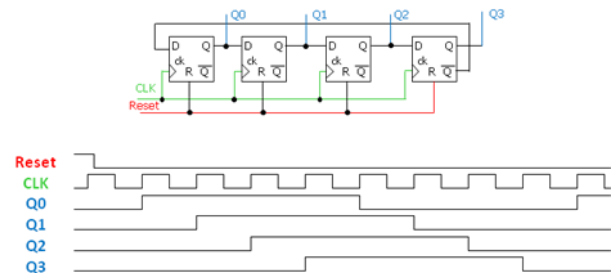 Q0 Q1 Q2 Q3
D Q D Q D Q D Q
ck ck ck ck
R Q R Q R Q R Q
CLK
Reset
Reset
CLK
Q0
Q1
Q2
Q3